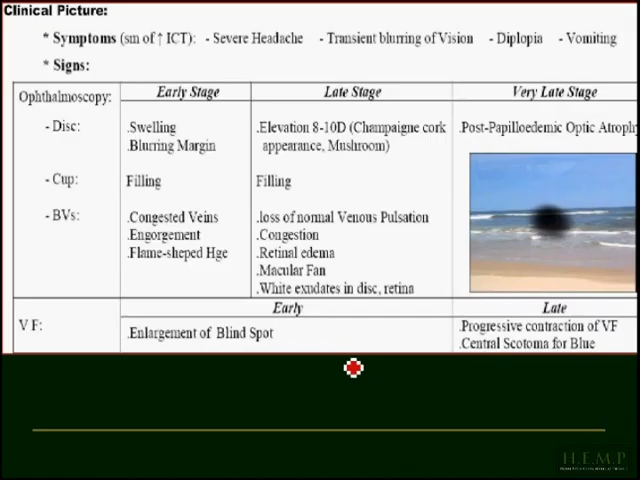 Clinical Picture:
* Symptoms (sm of ↑ ICT): - Severe Headache - Transient blurring of Vision - Diplopia - Vomiting
* Signs:
Ophthalmoscopy: Early Stage Late Stage Very Late Stage
- Disc: .Swelling .Elevation 8-10D (Champaigne cork .Post-Papilloedemic Optic Atrophy
.Blurring Margin appearance, Mushroom)
- Cup: Filling Filling
- BVs: .Congested Veins .loss of normal Venous Pulsation
.Engorgement .Congestion
.Flame-sheped Hge .Retinal edema
.Macular Fan
.White exudates in disc, retina
Early Late
V F: .Enlargement of Blind Spot .Progressive contraction of VF
.Central Scotoma for Blue
H.E.M.P